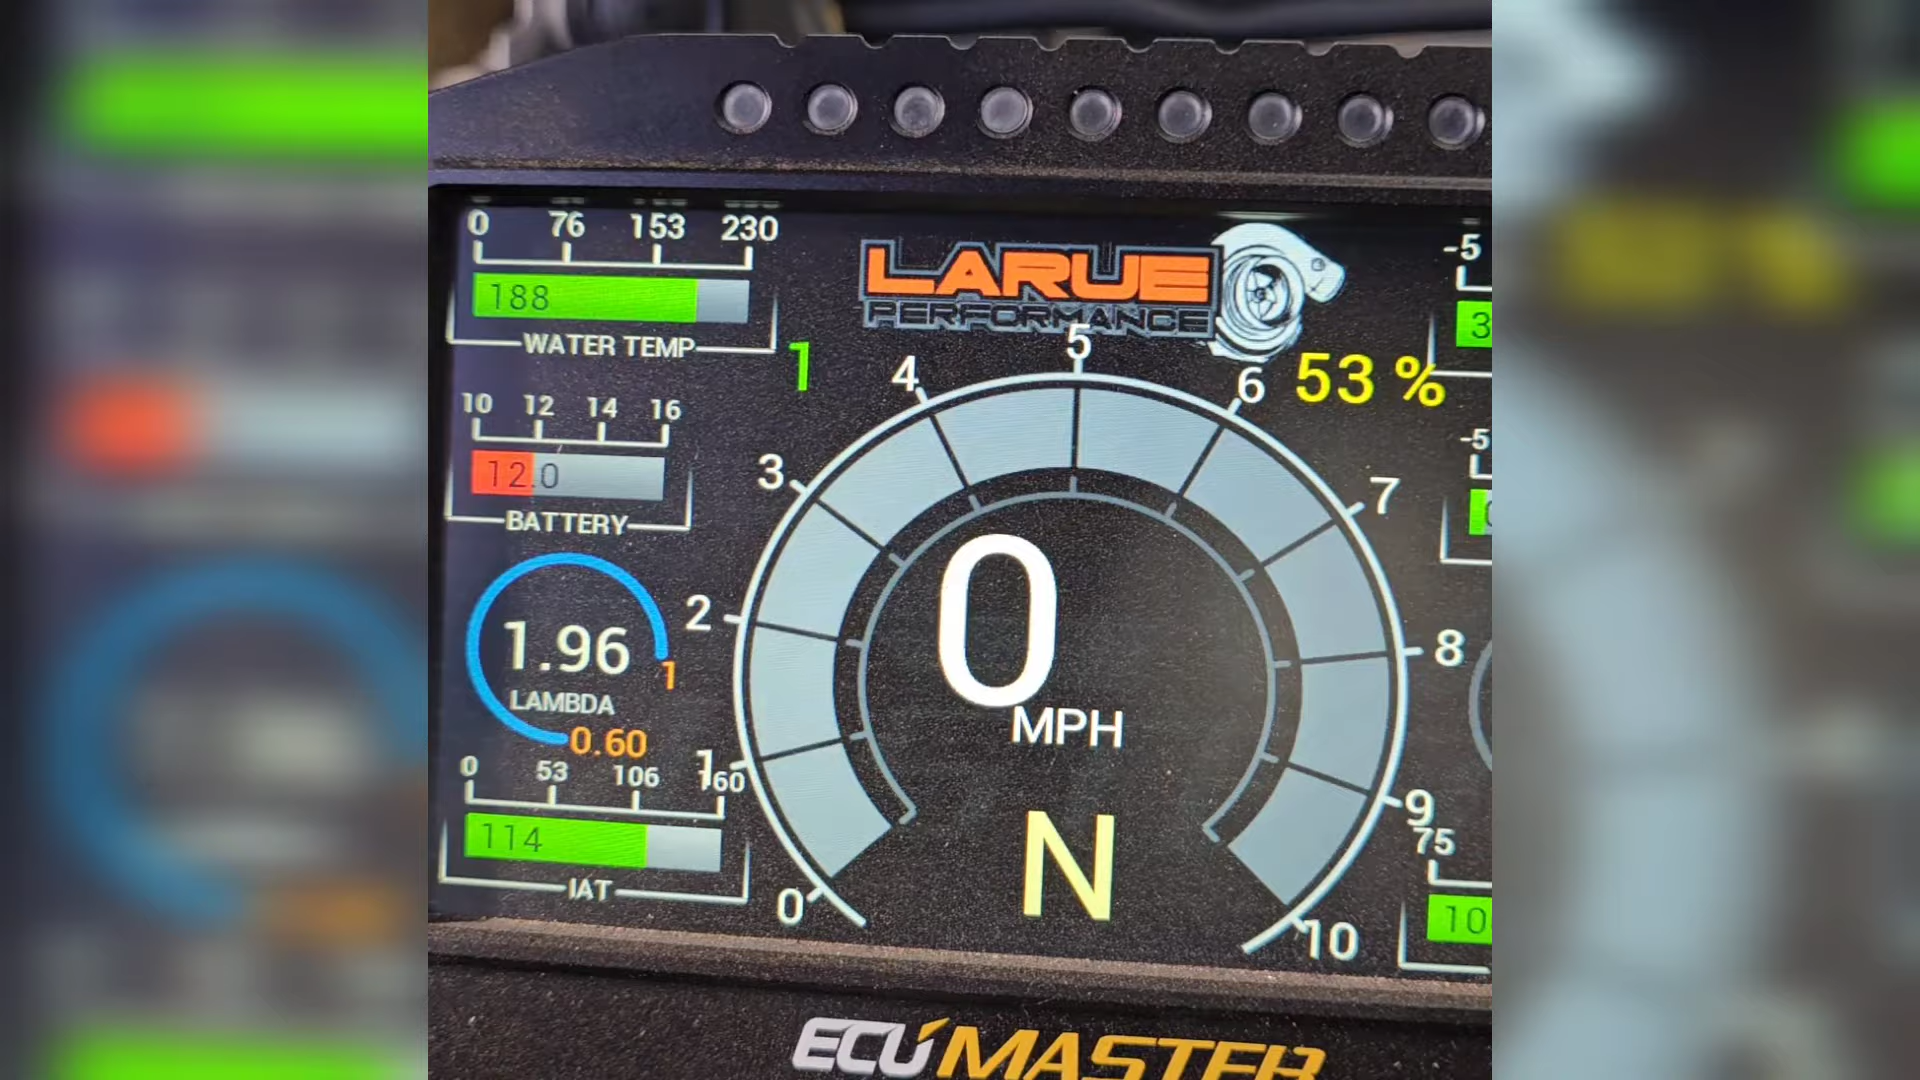 0 76 153 230
188
WATER TEMP
10 12 14 16
12.0
BATTERY
1.96
LAMBDA
1
0.60
0 53 106 160
114
IAT
LARUE
PERFORMANCE
1
53 %
0 1 2 3 4 5 6 7 8 9 10
0
MPH
N
-5
3
-5
75
10
ECUMASTER